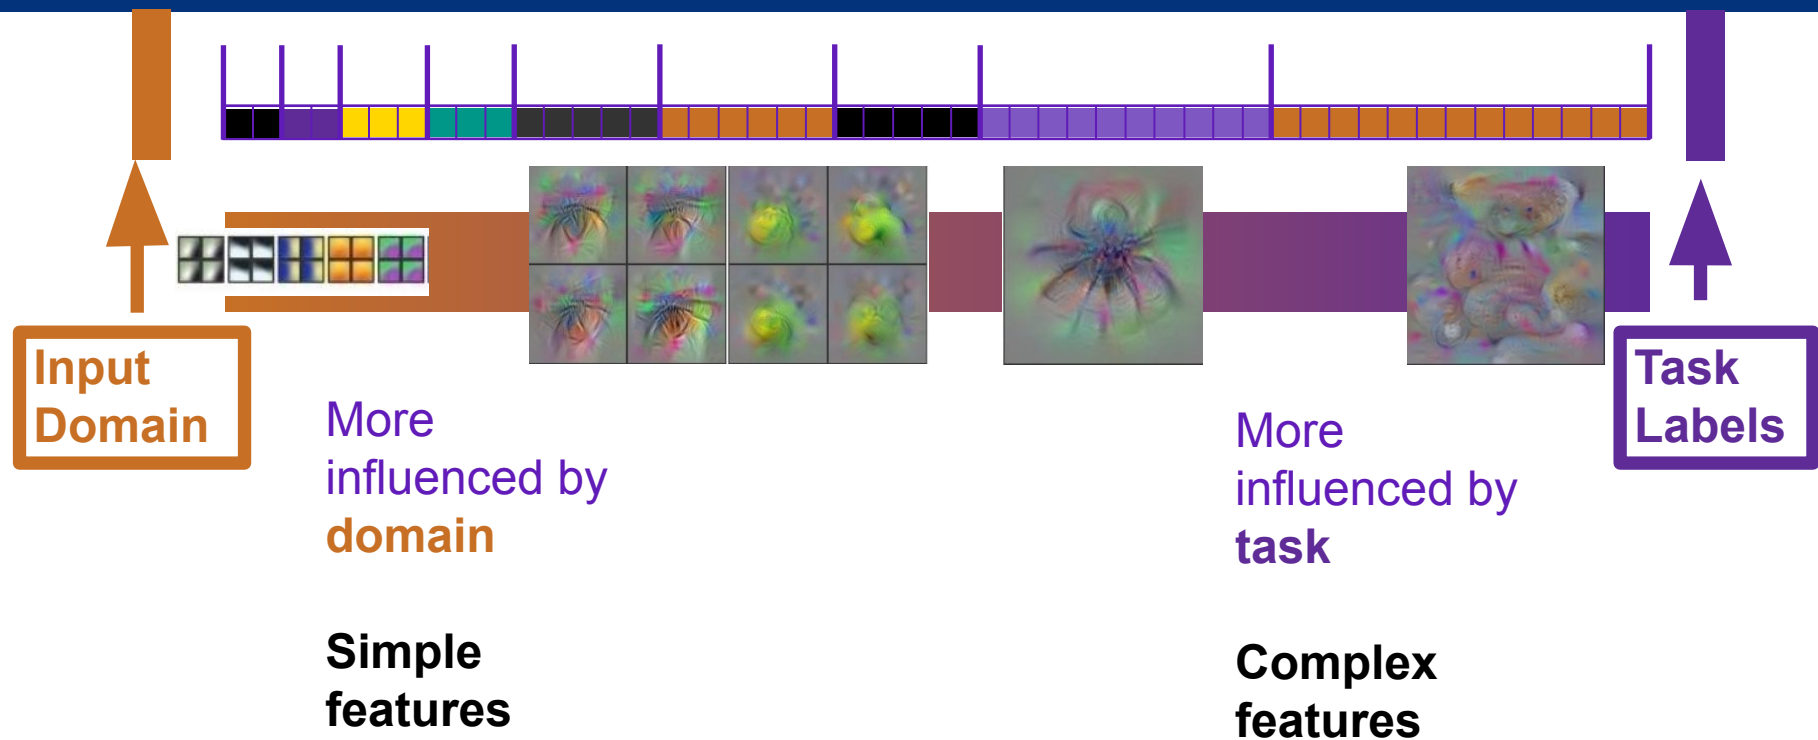 Input
Domain
More
influenced by
domain
Simple
features
More
influenced by
task
Complex
features
Task
Labels